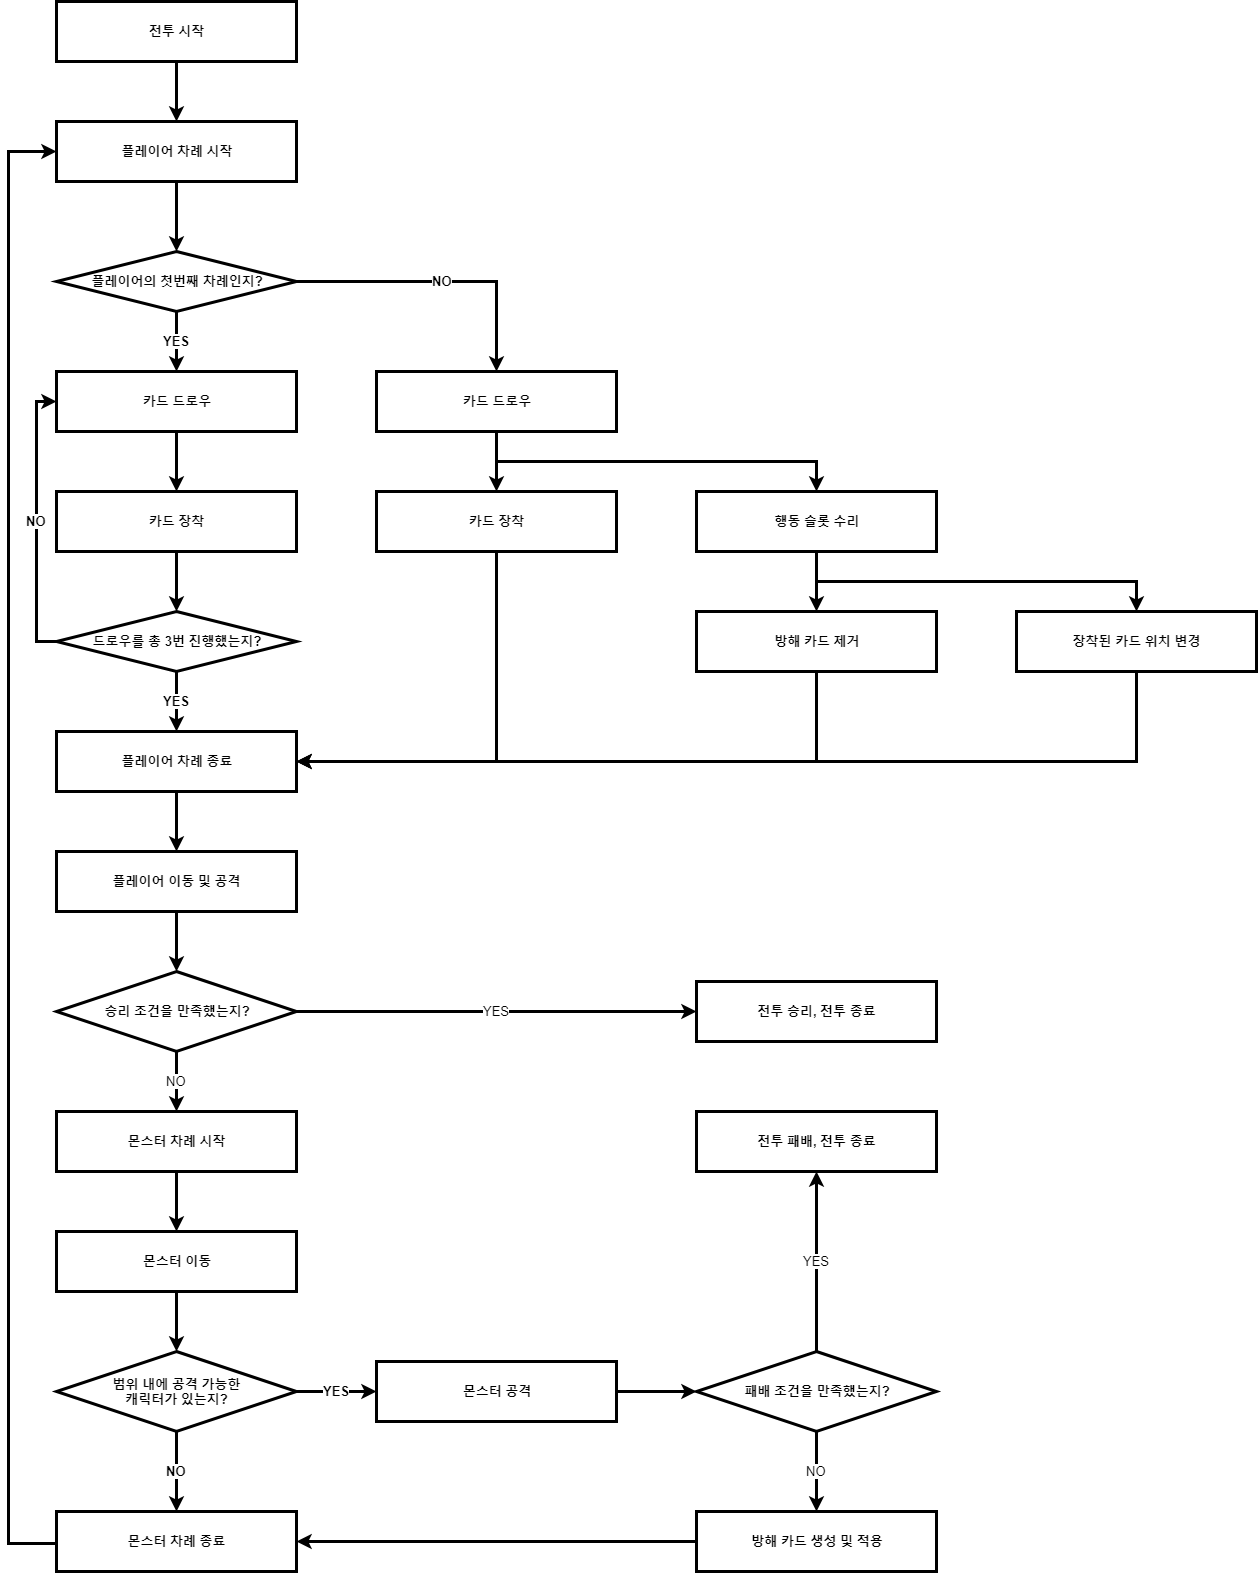 전투 시작
플레이어 차례 시작
플레이어의 첫번째 차례인지?
NO
YES
카드 드로우
카드 드로우
NO
카드 장착
카드 장착
행동 슬롯 수리
드로우를 총 3번 진행했는지?
방해 카드 제거
장착된 카드 위치 변경
YES
플레이어 차례 종료
플레이어 이동 및 공격
승리 조건을 만족했는지?
YES
전투 승리, 전투 종료
NO
몬스터 차례 시작
전투 패배, 전투 종료
몬스터 이동
YES
범위 내에 공격 가능한
캐릭터가 있는지?
YES
몬스터 공격
패배 조건을 만족했는지?
NO
NO
몬스터 차례 종료
방해 카드 생성 및 적용